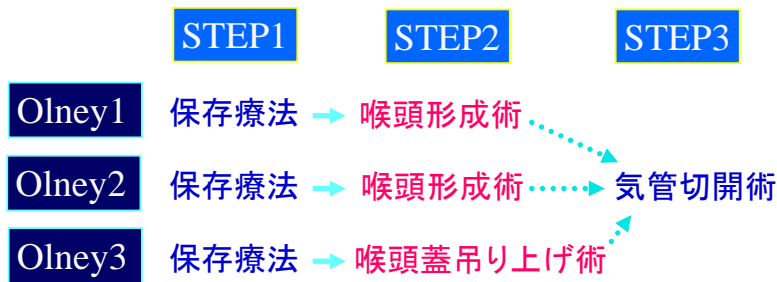 STEP1 STEP2 STEP3
Olney1 保存療法 喉頭形成術
Olney2 保存療法 喉頭形成術 気管切開術
Olney3 保存療法 喉頭蓋吊り上げ術